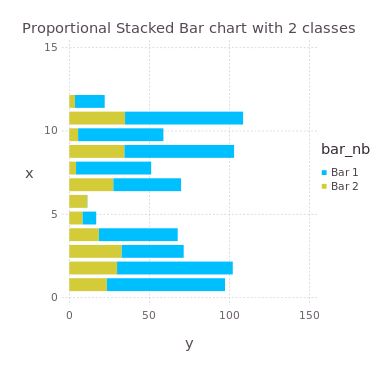 Proportional Stacked Bar chart with 2 classes
15
10
5
0
x
0 50 100 150
y
bar_nb
Bar 1
Bar 2